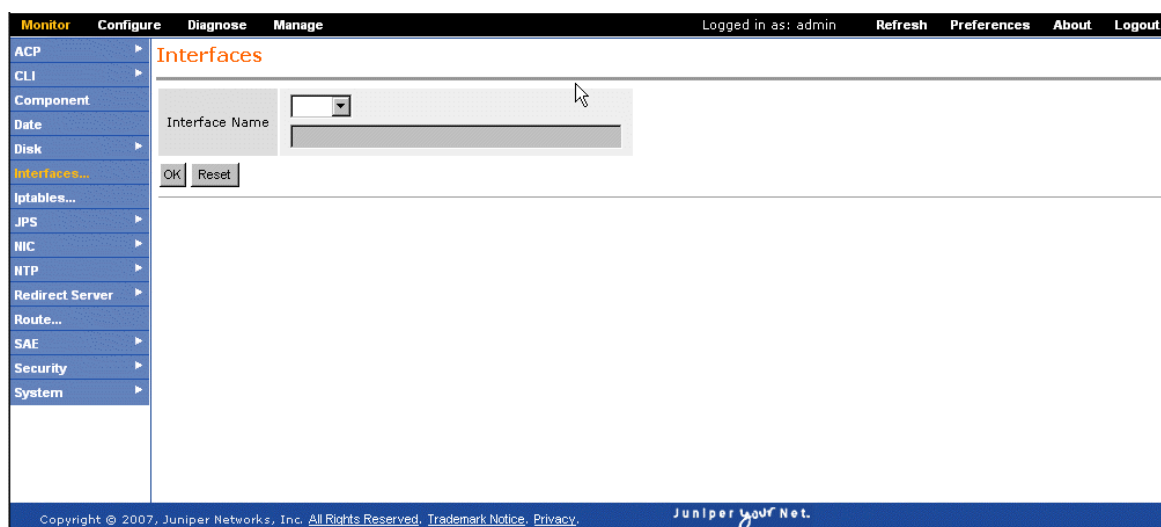 Monitor Configure Diagnose Manage Logged in as: admin Refresh Preferences About Logout
ACP
CLI
Component
Date
Disk
Interfaces...
Iptables...
JPS
NIC
NTP
Redirect Server
Route...
SAE
Security
System
Interfaces
Interface Name
OK Reset
Copyright © 2007, Juniper Networks, Inc. All Rights Reserved. Trademark Notice. Privacy.
Juniper your Net.